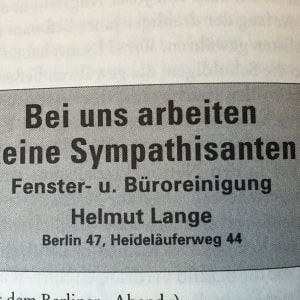 Bei uns arbeiten
eine Sympathisanten
Fenster- u. Büroreinigung
Helmut Lange
Berlin 47, Heideläuferweg 44
dem Berliner „Abend“)